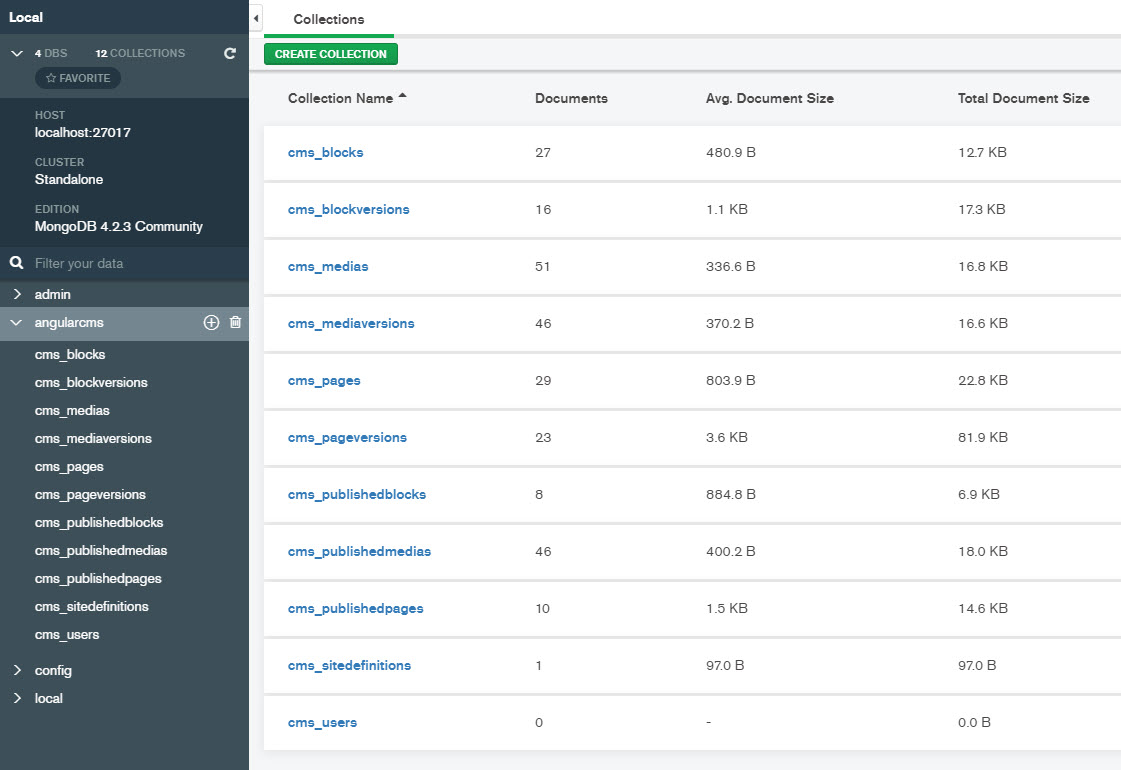 Local
4 DBS 12 COLLECTIONS
FAVORITE
HOST
localhost:27017
CLUSTER
Standalone
EDITION
MongoDB 4.2.3 Community
Filter your data
admin
angularcms
cms_blocks
cms_blockversions
cms_medias
cms_mediaversions
cms_pages
cms_pageversions
cms_publishedblocks
cms_publishedmedias
cms_publishedpages
cms_sitedefinitions
cms_users
config
local
Collections
CREATE COLLECTION
Collection Name Documents Avg. Document Size Total Document Size
cms_blocks 27 480.9 B 12.7 KB
cms_blockversions 16 1.1 KB 17.3 KB
cms_medias 51 336.6 B 16.8 KB
cms_mediaversions 46 370.2 B 16.6 KB
cms_pages 29 803.9 B 22.8 KB
cms_pageversions 23 3.6 KB 81.9 KB
cms_publishedblocks 8 884.8 B 6.9 KB
cms_publishedmedias 46 400.2 B 18.0 KB
cms_publishedpages 10 1.5 KB 14.6 KB
cms_sitedefinitions 1 97.0 B 97.0 B
cms_users 0 - 0.0 B